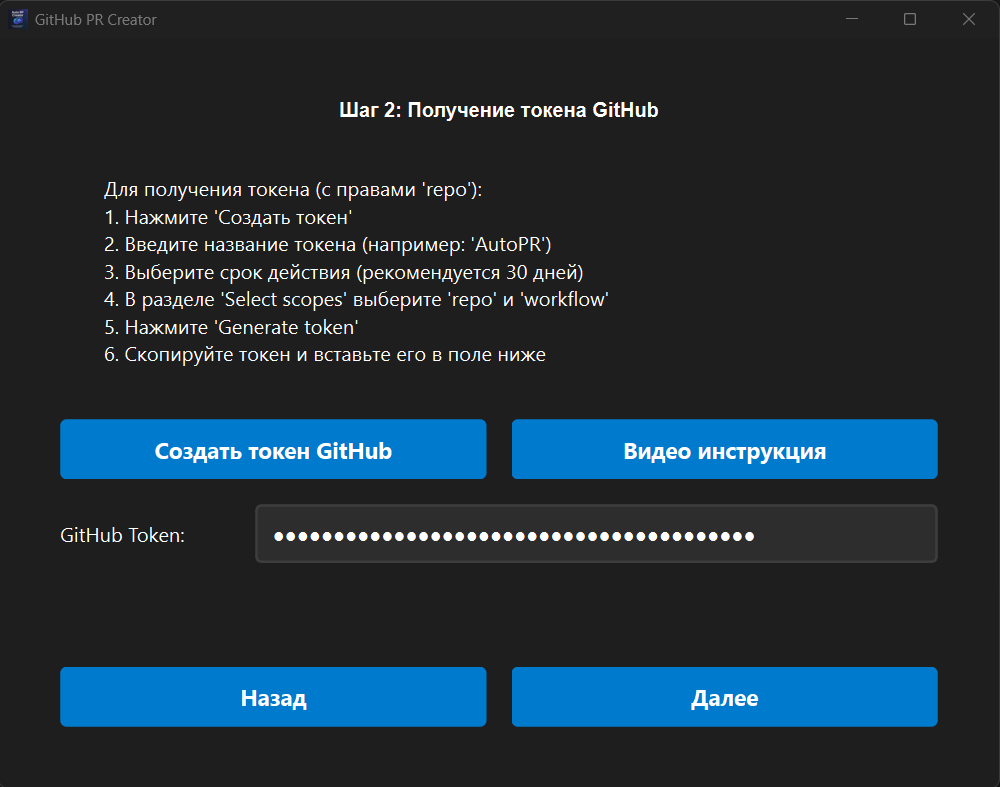 GitHub PR Creator
Шаг 2: Получение токена GitHub
Для получения токена (с правами 'repo'):
1. Нажмите 'Создать токен'
2. Введите название токена (например: 'AutoPR')
3. Выберите срок действия (рекомендуется 30 дней)
4. В разделе 'Select scopes' выберите 'repo' и 'workflow'
5. Нажмите 'Generate token'
6. Скопируйте токен и вставьте его в поле ниже
Создать токен GitHub
Видео инструкция
GitHub Token:
Назад
Далее